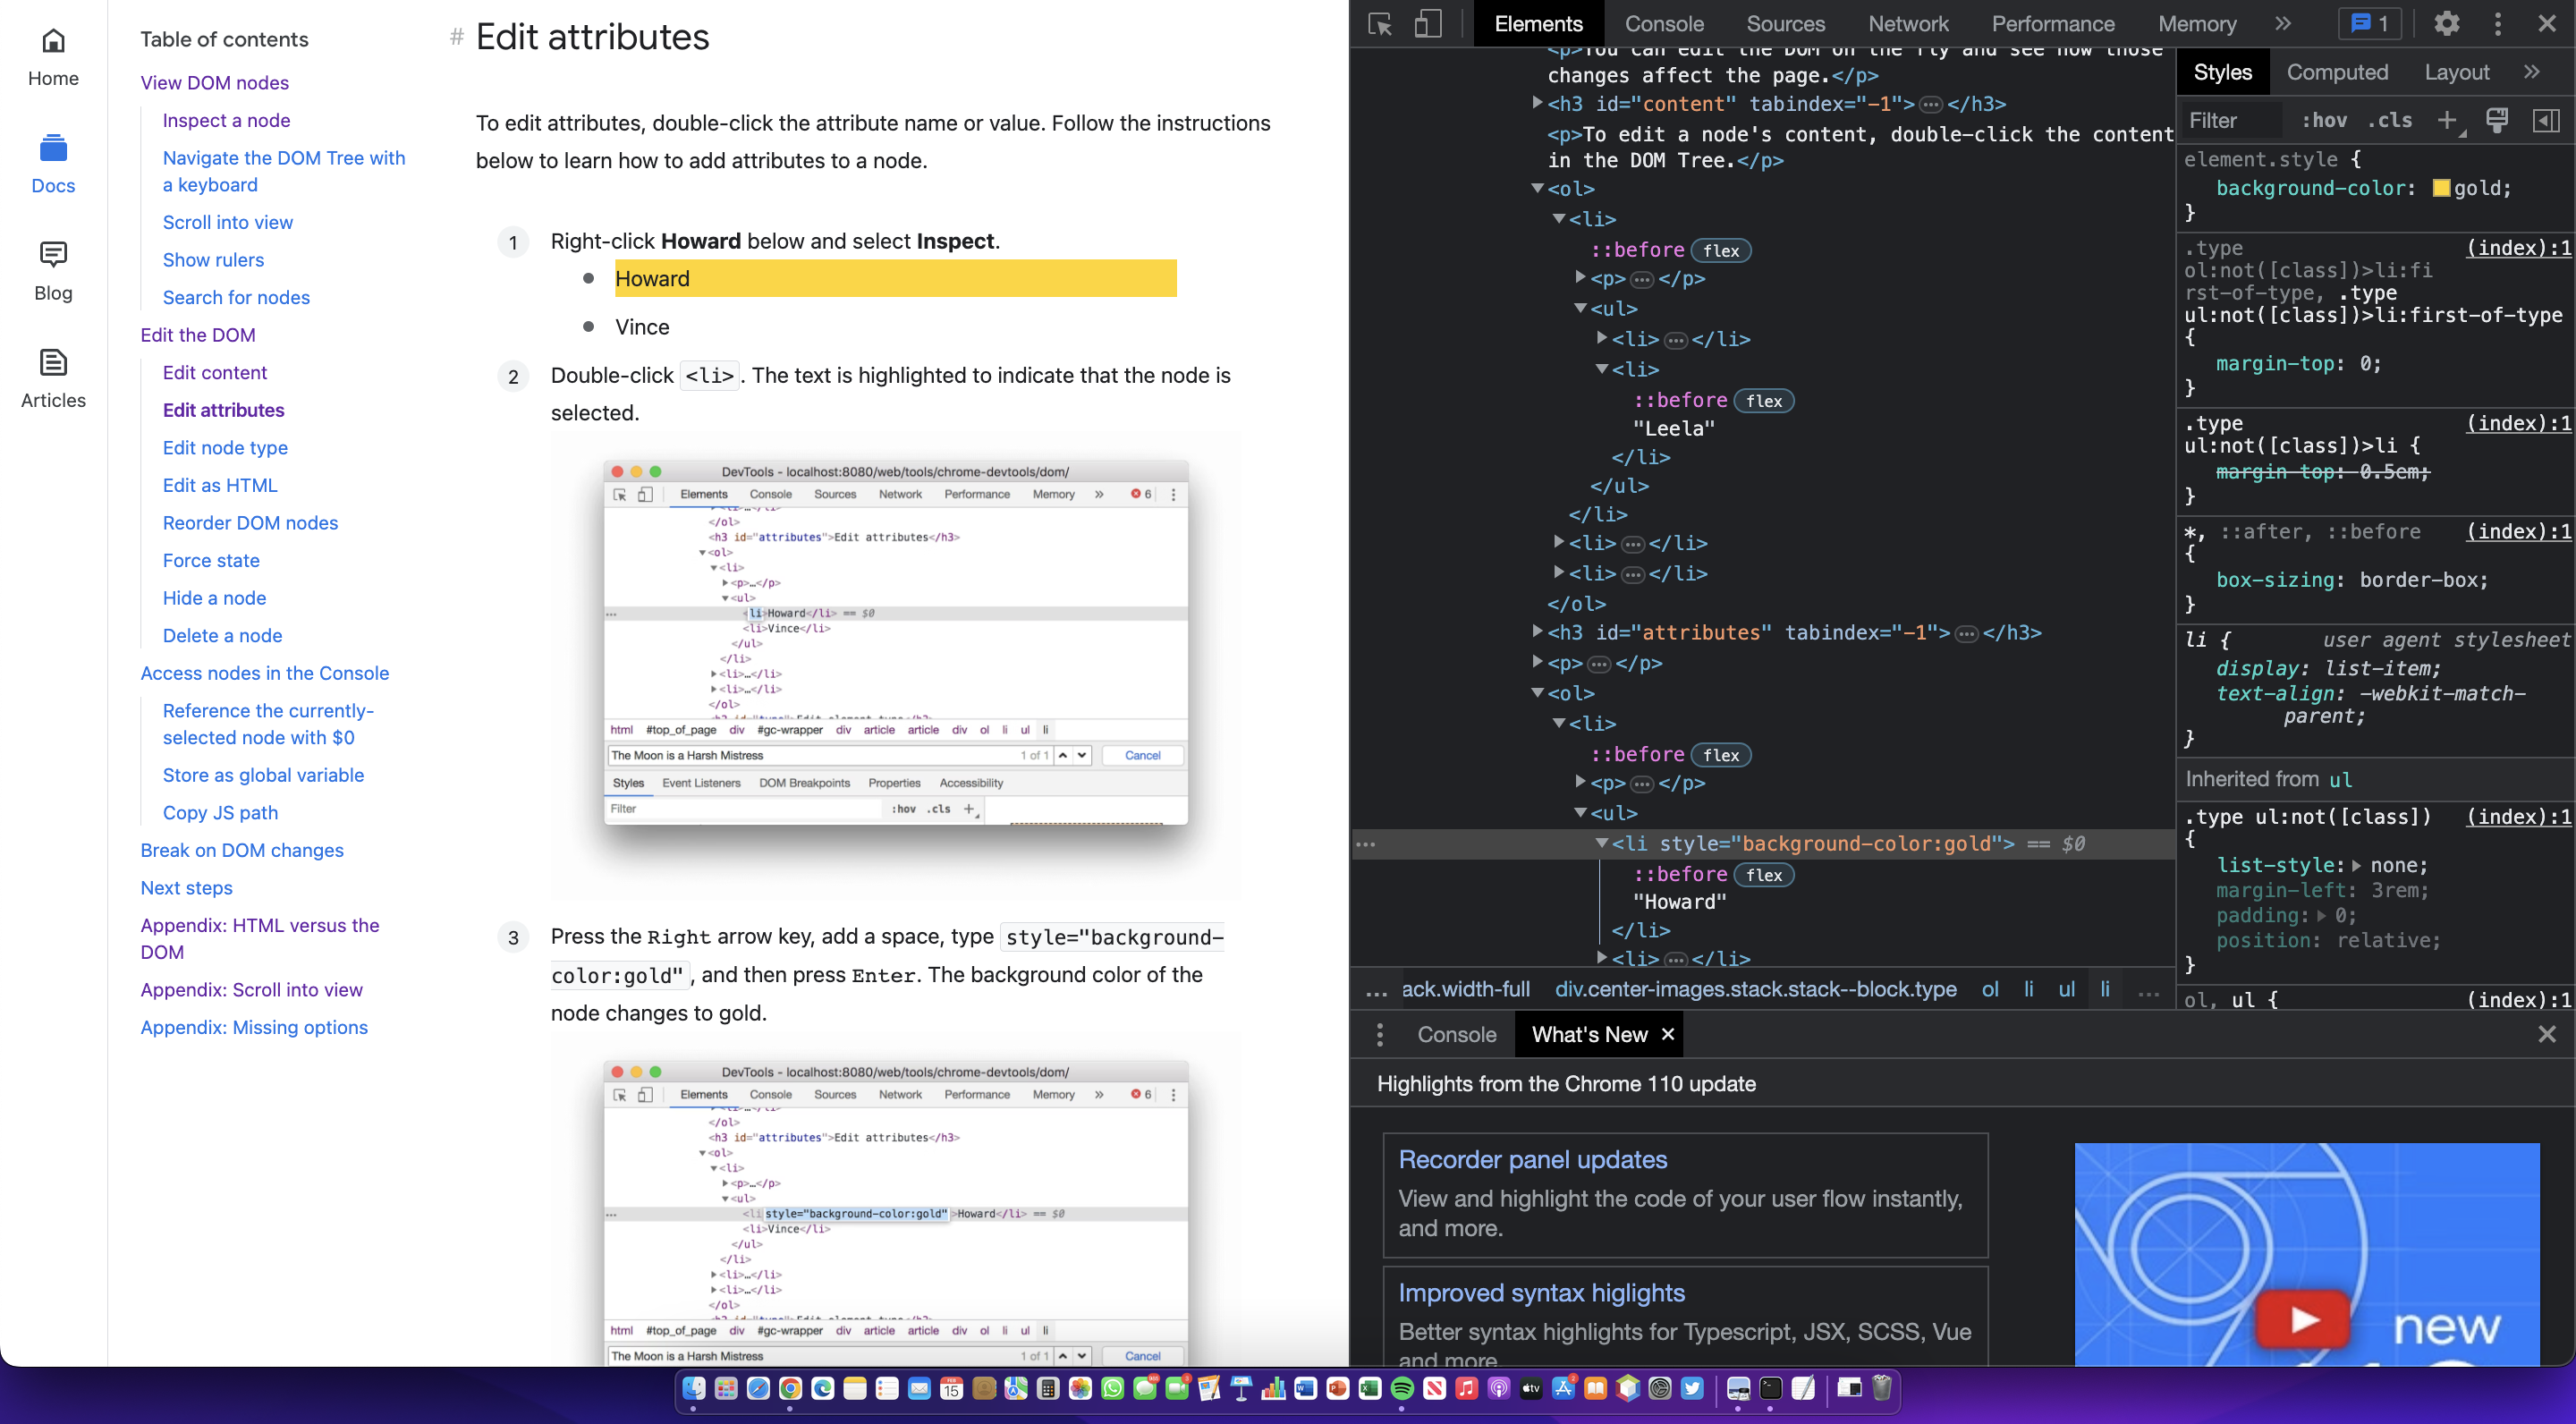 Home
Docs
Blog
Articles
Table of contents
View DOM nodes
Inspect a node
Navigate the DOM Tree with
a keyboard
Scroll into view
Show rulers
Search for nodes
Edit the DOM
Edit content
Edit attributes
Edit node type
Edit as HTML
Reorder DOM nodes
Force state
Hide a node
Delete a node
Access nodes in the Console
Reference the currently-
selected node with $0
Store as global variable
Copy JS path
Break on DOM changes
Next steps
Appendix: HTML versus the
DOM
Appendix: Scroll into view
Appendix: Missing options
# Edit attributes
To edit attributes, double-click the attribute name or value. Follow the instructions
below to learn how to add attributes to a node.
1 Right-click Howard below and select Inspect.
Howard
Vince
2 Double-click <li>. The text is highlighted to indicate that the node is
selected.
DevTools - localhost:8080/web/tools/chrome-devtools/dom/
Elements Console Sources Network Performance Memory » 6
</ol>
<h3 id="attributes">Edit attributes</h3>
▼<ol>
▼<li>
▶<p>…</p>
▼<ul>
<li>Howard</li> == $0
<li>Vince</li>
</ul>
</li>
▶<li>…</li>
▶<li>…</li>
</ol>
html #top_of_page div #gc-wrapper div article article div ol li ul li
The Moon is a Harsh Mistress 1 of 1 Cancel
Styles Event Listeners DOM Breakpoints Properties Accessibility
Filter :hov .cls +
3 Press the Right arrow key, add a space, type style="background-
color:gold", and then press Enter. The background color of the
node changes to gold.
DevTools - localhost:8080/web/tools/chrome-devtools/dom/
Elements Console Sources Network Performance Memory » 6
</ol>
<h3 id="attributes">Edit attributes</h3>
▼<ol>
▼<li>
▶<p>…</p>
▼<ul>
<li style="background-color:gold" >Howard</li> == $0
<li>Vince</li>
</ul>
</li>
▶<li>…</li>
▶<li>…</li>
</ol>
html #top_of_page div #gc-wrapper div article article div ol li ul li
The Moon is a Harsh Mistress 1 of 1 Cancel
Elements Console Sources Network Performance Memory » 1
<p>You can edit the DOM on the fly and see how those
changes affect the page.</p>
▶<h3 id="content" tabindex="-1">…</h3>
<p>To edit a node's content, double-click the content
in the DOM Tree.</p>
▼<ol>
▼<li>
::before flex
▶<p>…</p>
▼<ul>
▶<li>…</li>
▼<li>
::before flex
"Leela"
</li>
</ul>
</li>
▶<li>…</li>
▶<li>…</li>
</ol>
▶<h3 id="attributes" tabindex="-1">…</h3>
▶<p>…</p>
▼<ol>
▼<li>
::before flex
▶<p>…</p>
▼<ul>
… ▼<li style="background-color:gold"> == $0
::before flex
"Howard"
</li>
▶<li>…</li>
… ack.width-full div.center-images.stack.stack--block.type ol li ul li …
Styles Computed Layout »
Filter :hov .cls +
element.style {
background-color: gold;
}
.type (index):1
ol:not([class])>li:fi
rst-of-type, .type
ul:not([class])>li:first-of-type
{
margin-top: 0;
}
.type (index):1
ul:not([class])>li {
margin-top: 0.5em;
}
*, ::after, ::before (index):1
{
box-sizing: border-box;
}
li { user agent stylesheet
display: list-item;
text-align: -webkit-match-
parent;
}
Inherited from ul
.type ul:not([class]) (index):1
{
list-style:▶ none;
margin-left: 3rem;
padding:▶ 0;
position: relative;
}
ol, ul { (index):1
Console What's New ×
Highlights from the Chrome 110 update
Recorder panel updates
View and highlight the code of your user flow instantly,
and more.
Improved syntax higlights
Better syntax highlights for Typescript, JSX, SCSS, Vue
and more.
new
FEB
15
tv